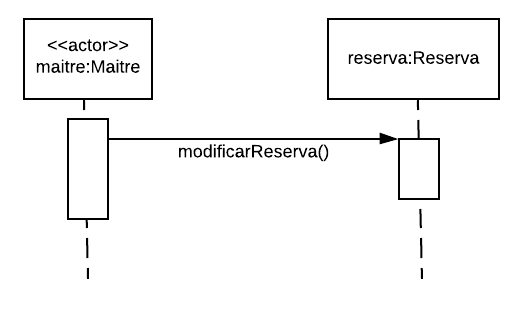 <<actor>>
maitre:Maitre
reserva:Reserva
modificarReserva()